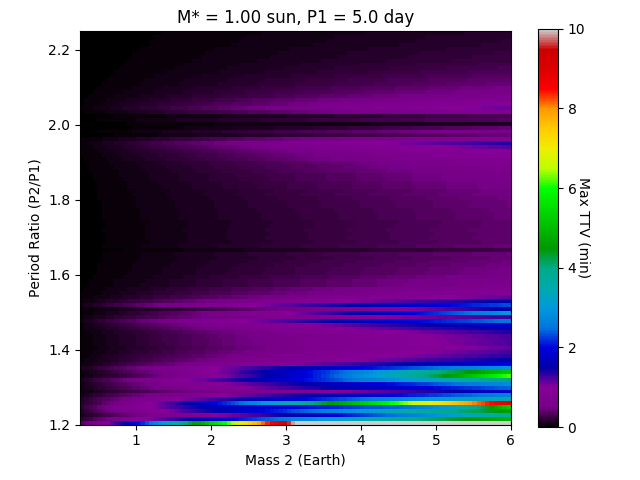 M* = 1.00 sun, P1 = 5.0 day
Period Ratio (P2/P1)
2.2
2.0
1.8
1.6
1.4
1.2
1 2 3 4 5 6
Mass 2 (Earth)
10
8
6
4
2
0
Max TTV (min)